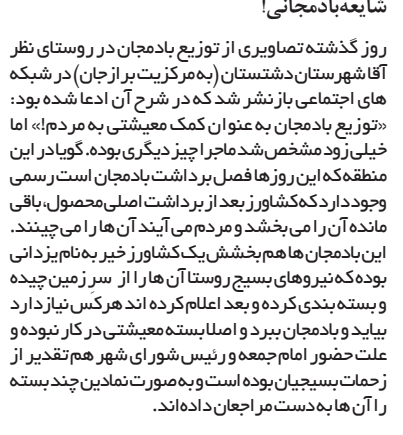 شایعه‌بادمجانی!
روز گذشته تصاویری از توزیع بادمجان در روستای نظر
آقا شهرستان دشتستان (به مرکزیت برازجان) در شبکه
های اجتماعی بازنشر شد که در شرح آن ادعا شده بود:
«توزیع بادمجان به عنوان کمک معیشتی به مردم!» اما
خیلی زود مشخص شد ماجرا چیز دیگری بوده. گویا در این
منطقه که این روزها فصل برداشت بادمجان است رسمی
وجود دارد که کشاورز بعد از برداشت اصلی محصول، باقی
مانده آن را می بخشد و مردم می آیند آن ها را می چینند.
این بادمجان ها هم بخشش یک کشاورز خیر به نام یزدانی
بوده که نیروهای بسیج روستا آن ها را از سرِ زمین چیده
و بسته بندی کرده و بعد اعلام کرده اند هرکس نیاز دارد
بیاید و بادمجان ببرد و اصلا بسته معیشتی در کار نبوده و
علت حضور امام جمعه و رئیس شورای شهر هم تقدیر از
زحمات بسیجیان بوده است و به صورت نمادین چند بسته
را آن ها به دست مراجعان داده‌اند.